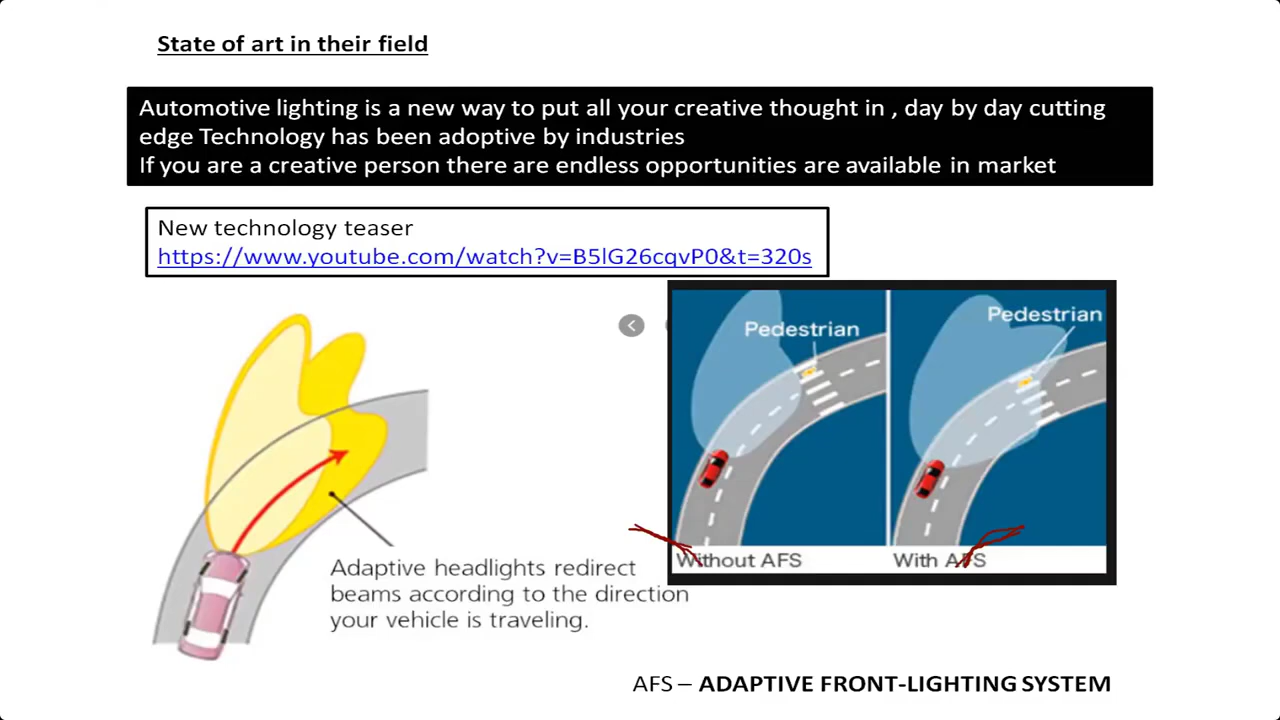 State of art in their field
Automotive lighting is a new way to put all your creative thought in , day by day cutting
edge Technology has been adoptive by industries
If you are a creative person there are endless opportunities are available in market
New technology teaser
https://www.youtube.com/watch?v=B5lG26cqvP0&t=320s
Pedestrian
Pedestrian
Without AFS
With AFS
Adaptive headlights redirect
beams according to the direction
your vehicle is traveling.
AFS – ADAPTIVE FRONT-LIGHTING SYSTEM